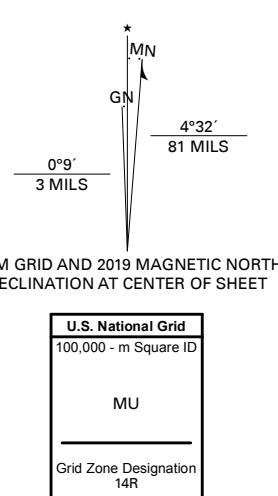 ★
MN
GN
4°32´
81 MILS
0°9´
3 MILS
M GRID AND 2019 MAGNETIC NORTH
ECLINATION AT CENTER OF SHEET
U.S. National Grid
100,000 - m Square ID
MU
Grid Zone Designation
14R